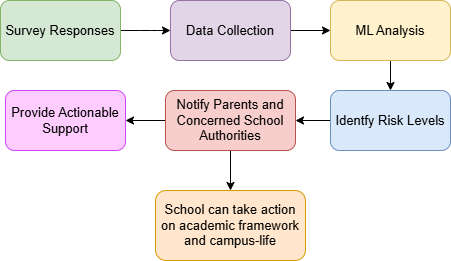 Survey Responses
Data Collection
ML Analysis
Identfy Risk Levels
Notify Parents and
Concerned School
Authorities
Provide Actionable
Support
School can take action
on academic framework
and campus-life